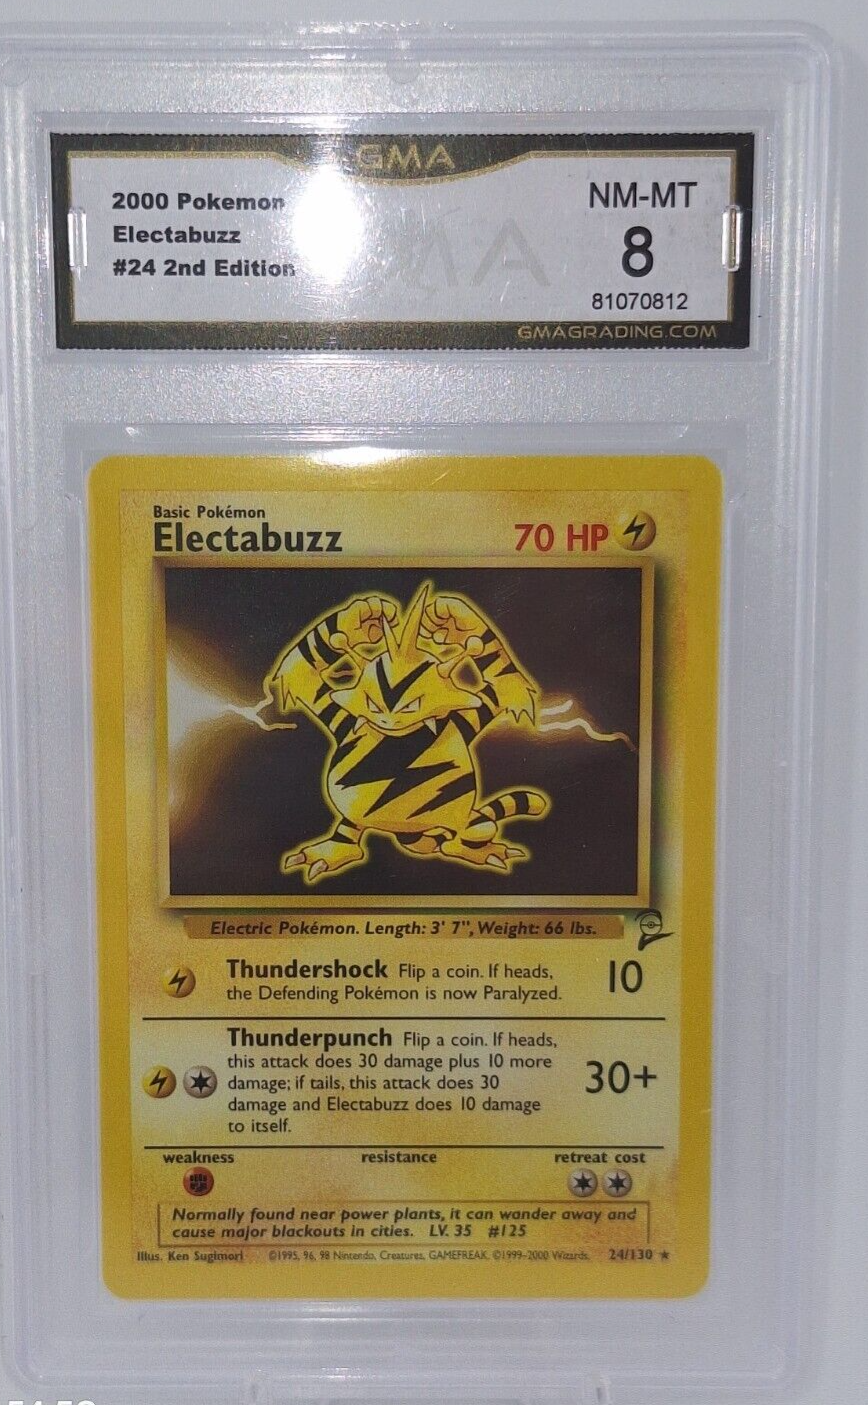 GMA
2000 Pokemon
Electabuzz
#24 2nd Edition
NM-MT
8
81070812
GMAGRADING.COM
Basic Pokémon
Electabuzz
70 HP
Electric Pokémon. Length: 3' 7", Weight: 66 lbs.
Thundershock Flip a coin. If heads,
the Defending Pokémon is now Paralyzed.
10
Thunderpunch Flip a coin. If heads,
this attack does 30 damage plus 10 more
damage; if tails, this attack does 30
damage and Electabuzz does 10 damage
to itself.
30+
weakness resistance retreat cost
Normally found near power plants, it can wander away and
cause major blackouts in cities. LV. 35 #125
Illus. Ken Sugimori ©1995, 96, 98 Nintendo, Creatures, GAMEFREAK. ©1999-2000 Wizards. 24/130 ★